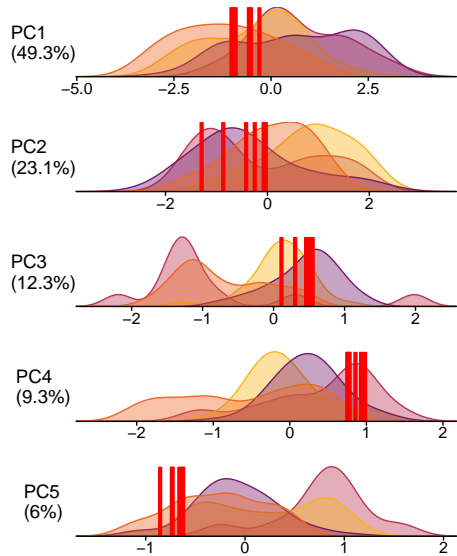 PC1
(49.3%)
−5.0 −2.5 0.0 2.5
PC2
(23.1%)
−2 0 2
PC3
(12.3%)
−2 −1 0 1 2
PC4
(9.3%)
−2 −1 0 1 2
PC5
(6%)
−1 0 1 2